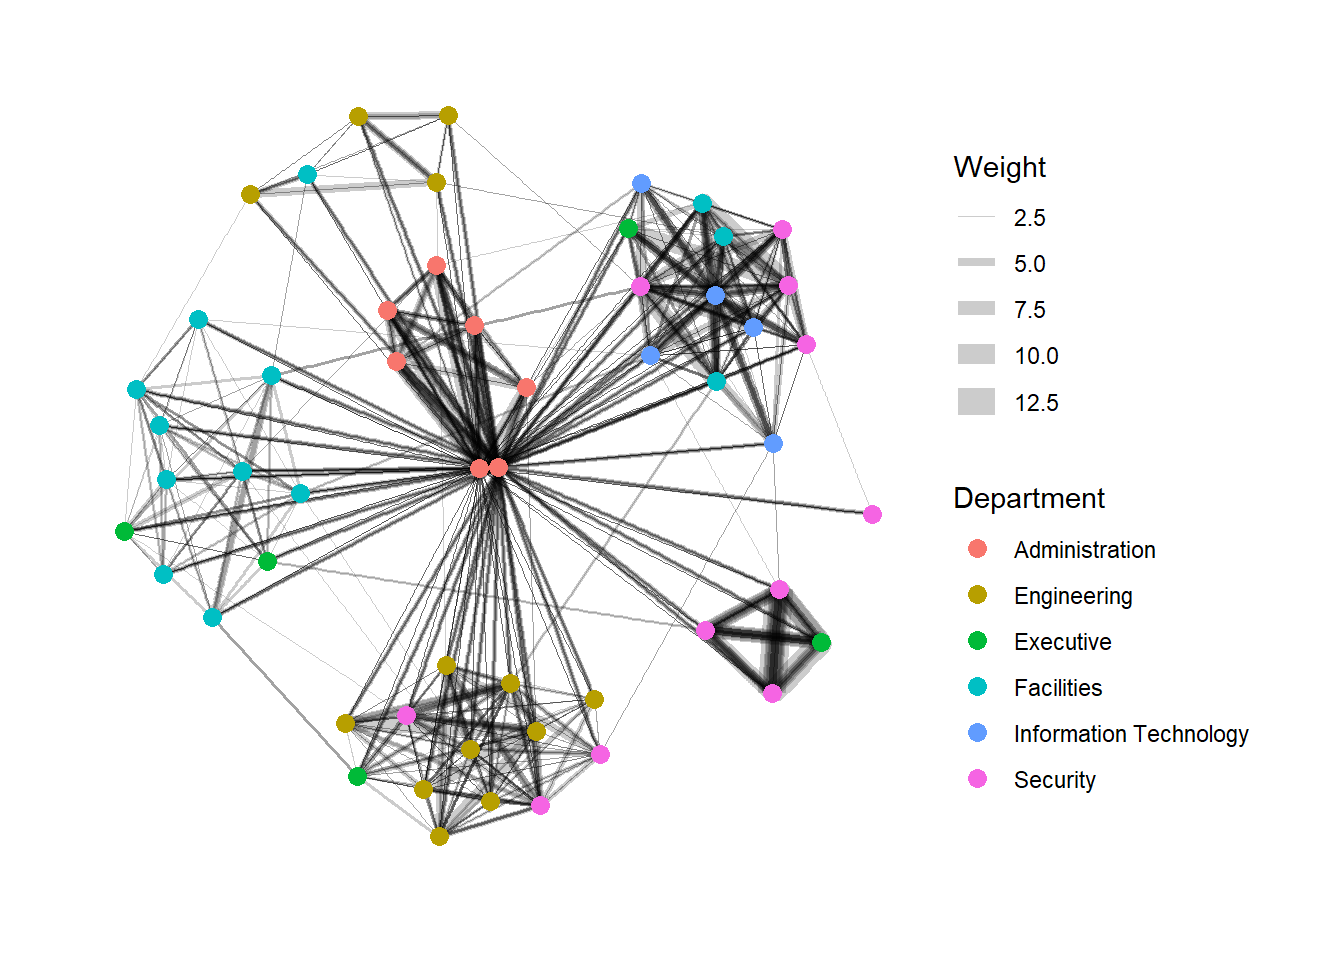 Weight
2.5
5.0
7.5
10.0
12.5
Department
Administration
Engineering
Executive
Facilities
Information Technology
Security